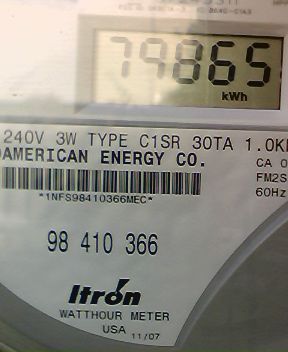 79865
kWh
240V 3W TYPE C1SR 30TA 1.0K
AMERICAN ENERGY CO.
CA 0
FM2S
60Hz
*1NFS98410366MEC*
98 410 366
Itron
WATTHOUR METER
USA 11/07